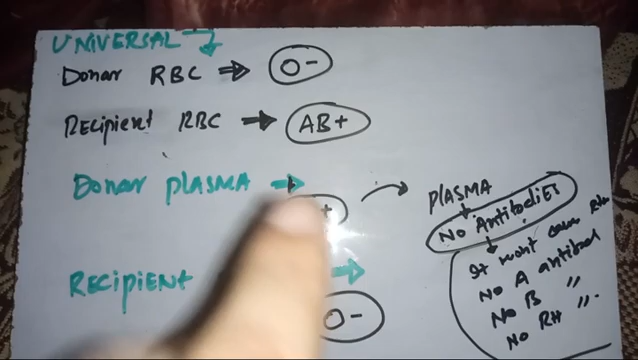 UNIVERSAL
Donar RBC ⇒ O-
Recipient RBC → AB+
Donar PLASMA →
+
RECIPIENT
O-
PLASMA
No Antibodies
It wont cause
No A antibod
No B "
No RH "